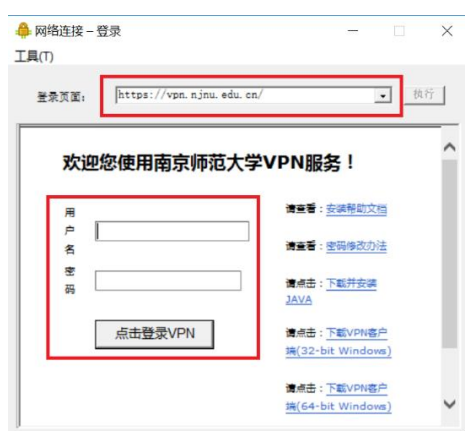 网络连接 – 登录
工具(T)
登录页面: https://vpn.njnu.edu.cn/ 执行
欢迎您使用南京师范大学VPN服务！
用户名
密码
点击登录VPN
请查看：安装帮助文档
请查看：密码修改办法
请点击：下载并安装
JAVA
请点击：下载VPN客户
端(32-bit Windows)
请点击：下载VPN客户
端(64-bit Windows)